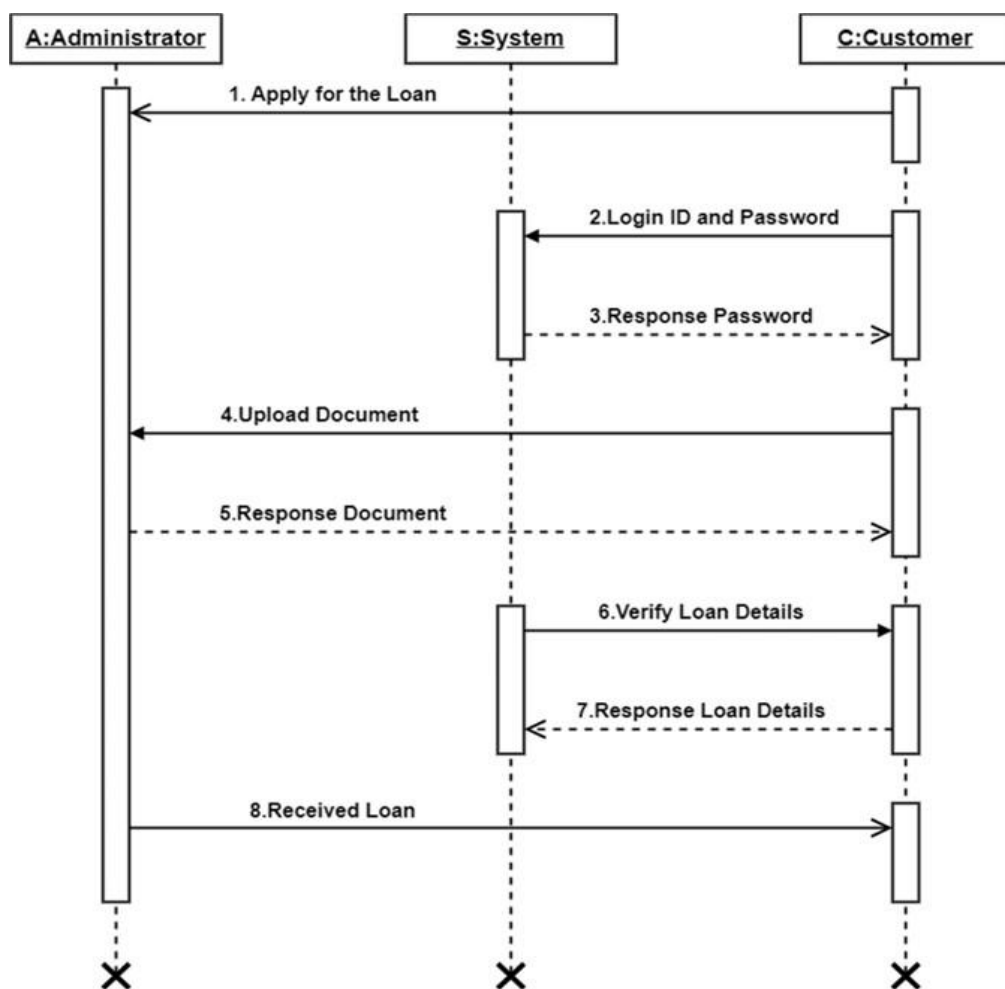 A:Administrator
S:System
C:Customer
1. Apply for the Loan
2.Login ID and Password
3.Response Password
4.Upload Document
5.Response Document
6.Verify Loan Details
7.Response Loan Details
8.Received Loan